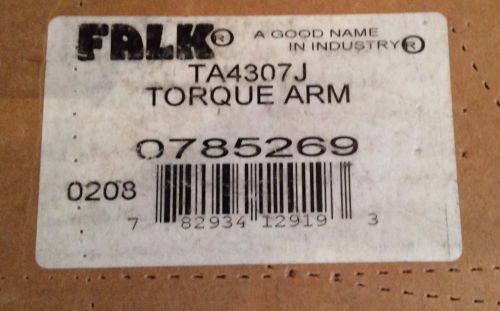 FALK® A GOOD NAME
IN INDUSTRY®
TA4307J
TORQUE ARM
0785269
0208
7 82934 12919 3